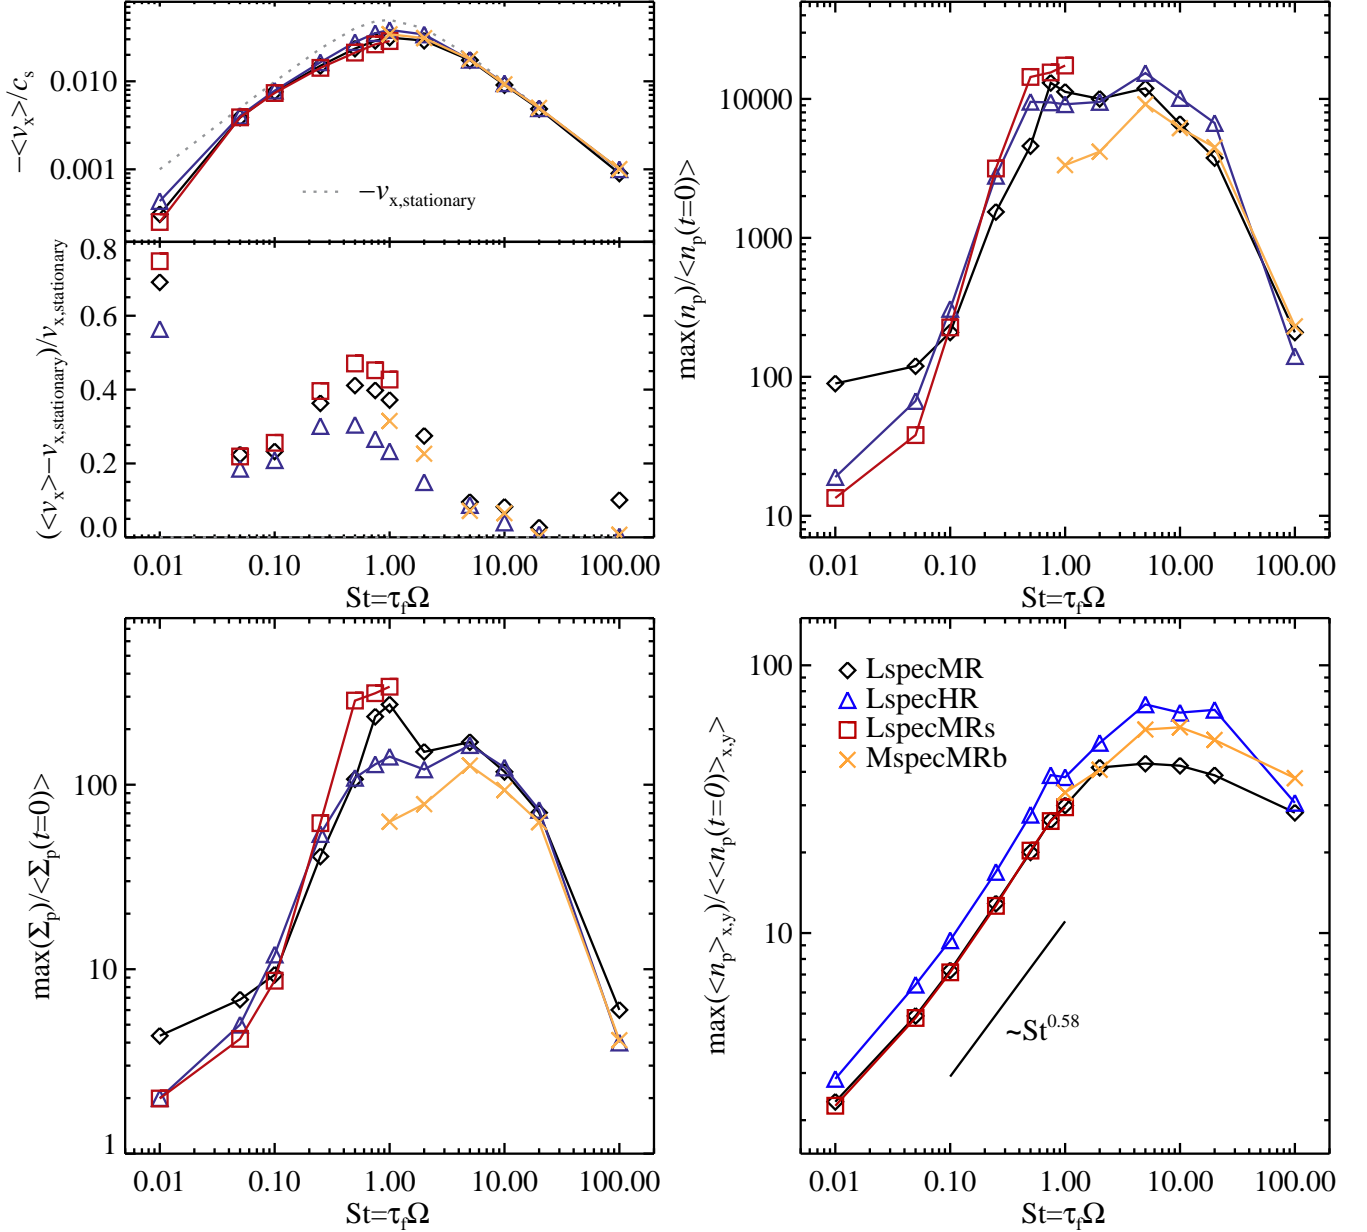 −<v_x>/c_s
0.010
0.001
−v_x,stationary
(<v_x>−v_x,stationary)/v_x,stationary
0.8
0.6
0.4
0.2
0.0
0.01 0.10 1.00 10.00 100.00
St=τ_fΩ
max(n_p)/<n_p(t=0)>
10000
1000
100
10
0.01 0.10 1.00 10.00 100.00
St=τ_fΩ
max(Σ_p)/<Σ_p(t=0)>
100
10
1
0.01 0.10 1.00 10.00 100.00
St=τ_fΩ
max(<n_p>_x,y)/<<n_p(t=0)>_x,y>
100
10
LspecMR
LspecHR
LspecMRs
MspecMRb
~St^0.58
0.01 0.10 1.00 10.00 100.00
St=τ_fΩ